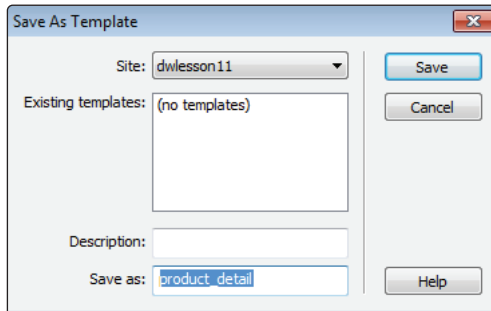 Save As Template
Site: dwlesson11
Save
Existing templates: (no templates)
Cancel
Description:
Save as: product_detail
Help